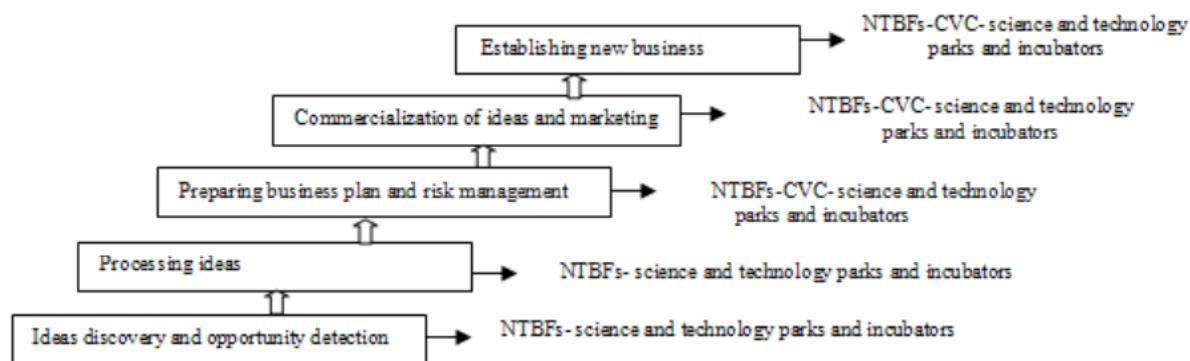 Establishing new business
NTBFs-CVC- science and technology
parks and incubators
Commercialization of ideas and marketing
NTBFs-CVC- science and technology
parks and incubators
Preparing business plan and risk management
NTBFs-CVC- science and technology
parks and incubators
Processing ideas
NTBFs- science and technology parks and incubators
Ideas discovery and opportunity detection
NTBFs- science and technology parks and incubators